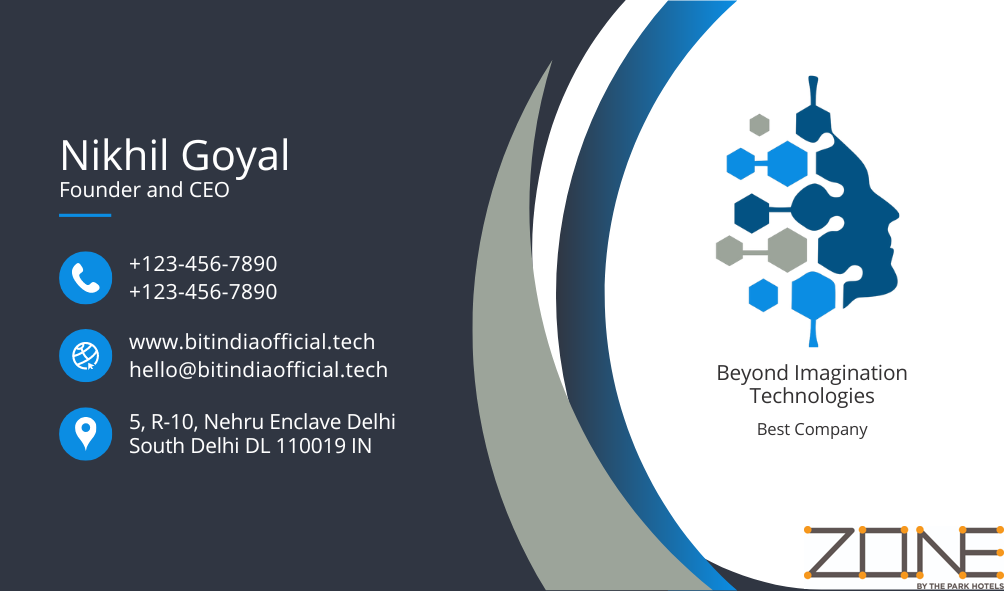 Nikhil Goyal
Founder and CEO
+123-456-7890
+123-456-7890
www.bitindiaofficial.tech
hello@bitindiaofficial.tech
5, R-10, Nehru Enclave Delhi
South Delhi DL 110019 IN
Beyond Imagination
Technologies
Best Company
ZONE
BY THE PARK HOTELS